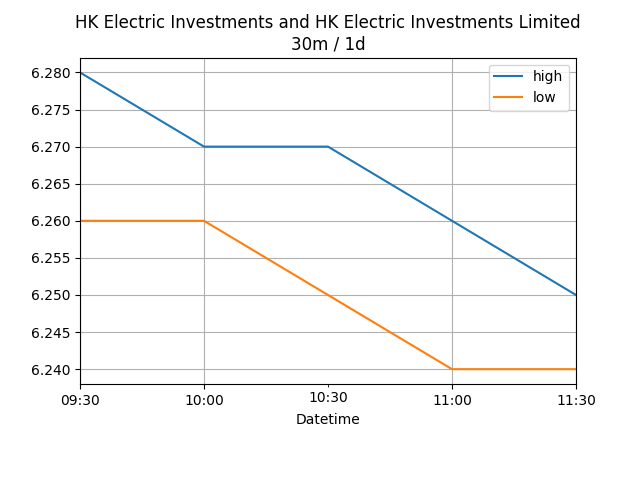 HK Electric Investments and HK Electric Investments Limited
30m / 1d
high
low
6.280
6.275
6.270
6.265
6.260
6.255
6.250
6.245
6.240
09:30
10:00
10:30
11:00
11:30
Datetime